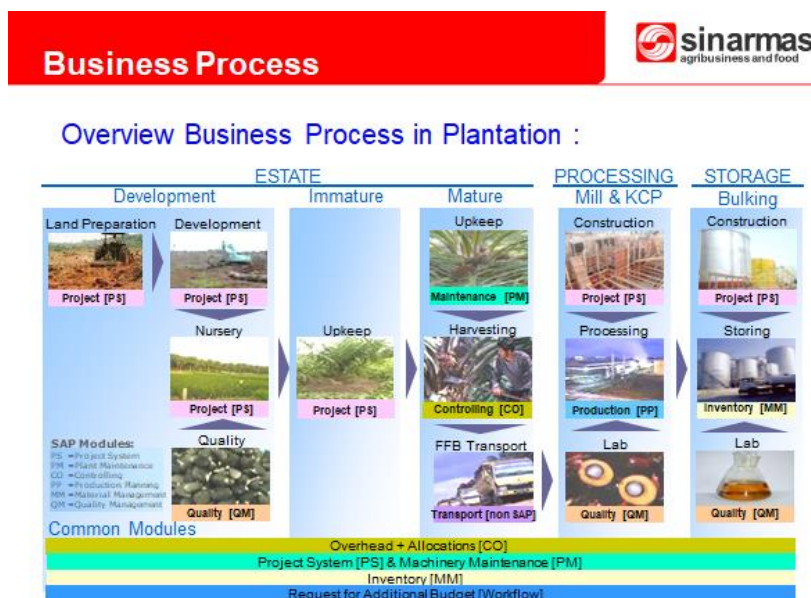 Business Process
sinarmas
agribusiness and food
Overview Business Process in Plantation :
ESTATE
PROCESSING
STORAGE
Development
Immature
Mature
Mill & KCP
Bulking
Land Preparation
Development
Upkeep
Construction
Construction
Project [PS]
Project [PS]
Maintenance [PM]
Project [PS]
Project [PS]
Nursery
Upkeep
Harvesting
Processing
Storing
Project [PS]
Project [PS]
Controlling [CO]
Production [PP]
Inventory [MM]
SAP Modules:
PS =Project System
PM =Plant Maintenance
CO =Controlling
PP =Production Planning
MM =Material Management
QM =Quality Management
Quality
FFB Transport
Lab
Lab
Quality [QM]
Transport [non SAP]
Quality [QM]
Quality [QM]
Common Modules
Overhead + Allocations [CO]
Project System [PS] & Machinery Maintenance [PM]
Inventory [MM]
Request for Additional Budget [Workflow]